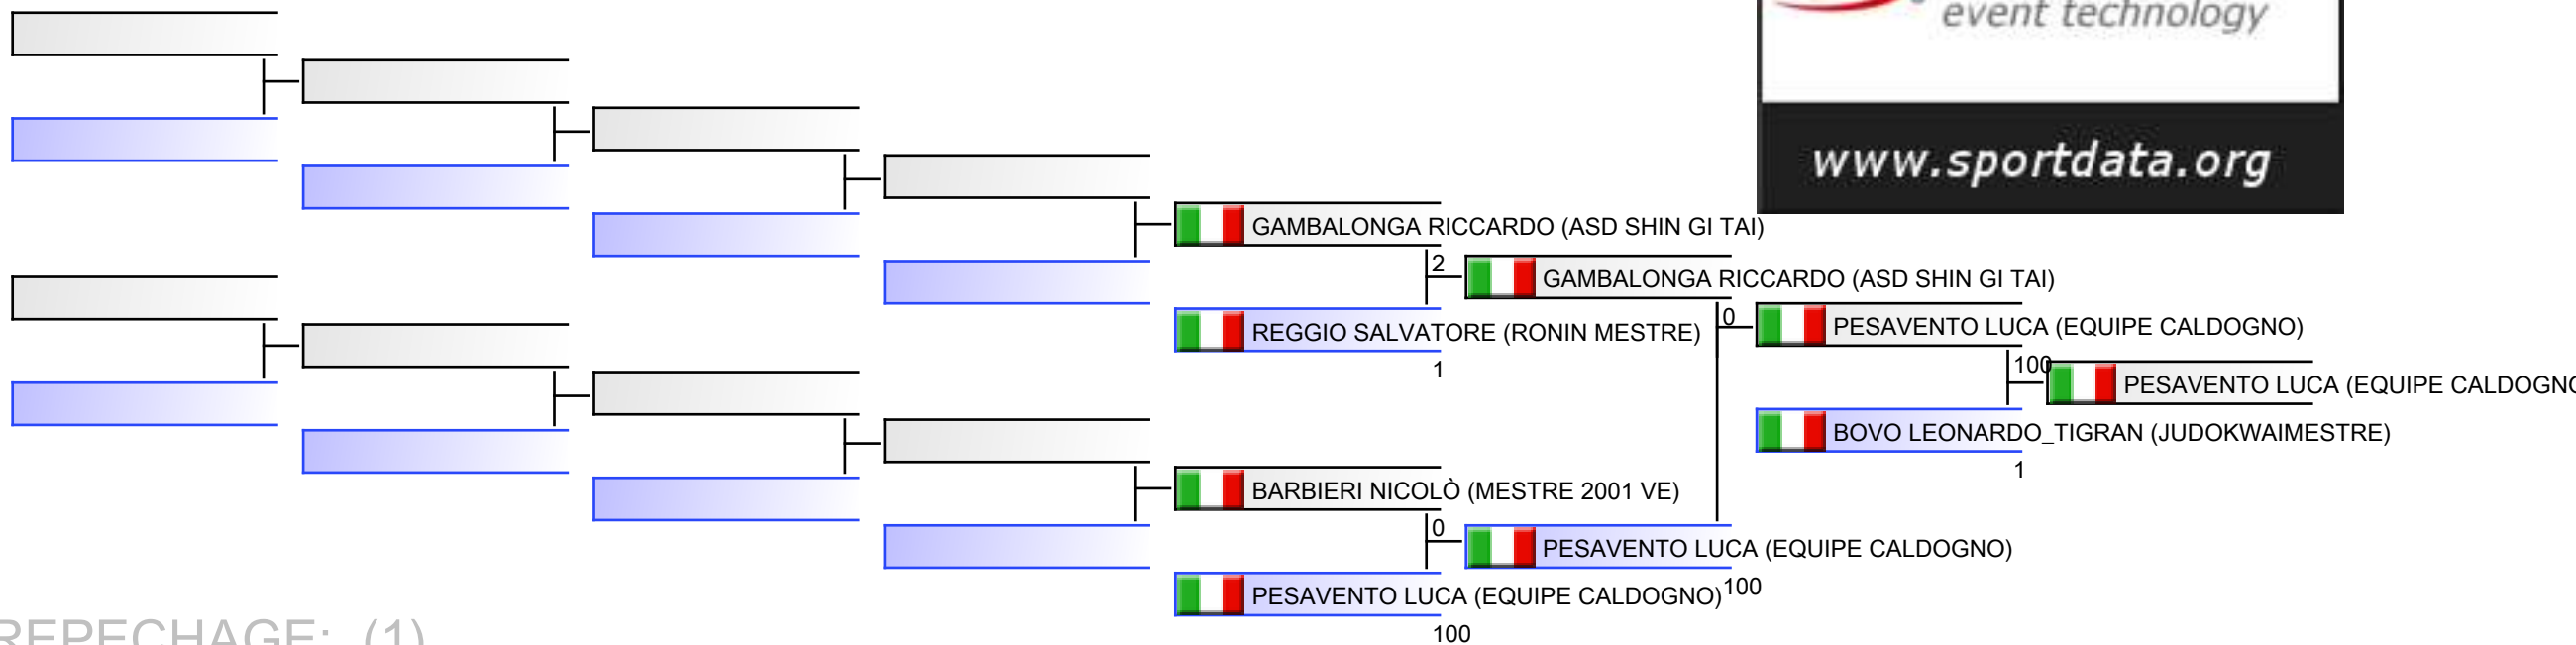 event technology
www.sportdata.org
GAMBALONGA RICCARDO (ASD SHIN GI TAI)
2
GAMBALONGA RICCARDO (ASD SHIN GI TAI)
REGGIO SALVATORE (RONIN MESTRE)
1
0
PESAVENTO LUCA (EQUIPE CALDOGNO)
100
PESAVENTO LUCA (EQUIPE CALDOGNO
BOVO LEONARDO_TIGRAN (JUDOKWAIMESTRE)
1
BARBIERI NICOLÒ (MESTRE 2001 VE)
0
PESAVENTO LUCA (EQUIPE CALDOGNO)
100
PESAVENTO LUCA (EQUIPE CALDOGNO)
100
REPECHAGE: (1)